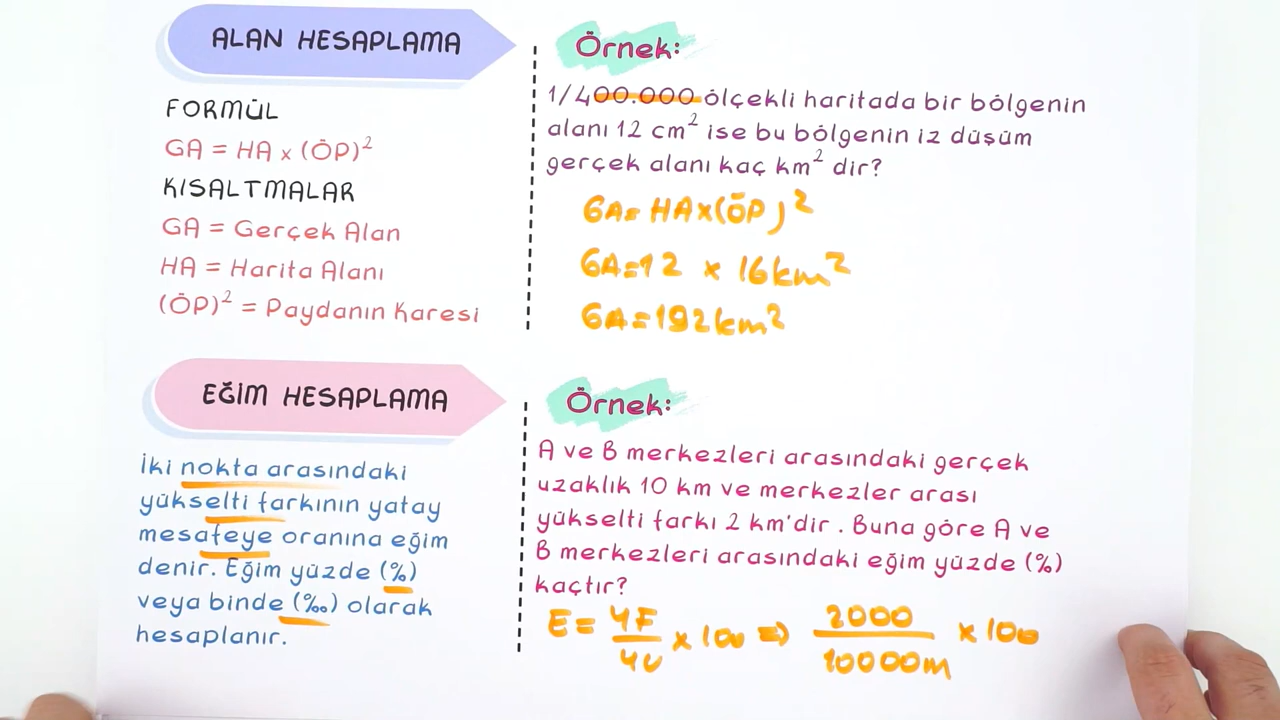 ALAN HESAPLAMA
FORMÜL
GA = HA x (ÖP)²
KISALTMALAR
GA = Gerçek Alan
HA = Harita Alanı
(ÖP)² = Paydanın Karesi
Örnek:
1/400.000 ölçekli haritada bir bölgenin
alanı 12 cm² ise bu bölgenin iz düşüm
gerçek alanı kaç km² dir?
GA= HAx(ÖP)²
GA=12 x 16km²
GA=192km²
EĞİM HESAPLAMA
İki nokta arasındaki
yükselti farkının yatay
mesafeye oranına eğim
denir. Eğim yüzde (%)
veya binde (‰) olarak
hesaplanır.
Örnek:
A ve B merkezleri arasındaki gerçek
uzaklık 10 km ve merkezler arası
yükselti farkı 2 km'dir . Buna göre A ve
B merkezleri arasındaki eğim yüzde (%)
kaçtır?
E= YF/YU x 100 => 2000/10000m x 100